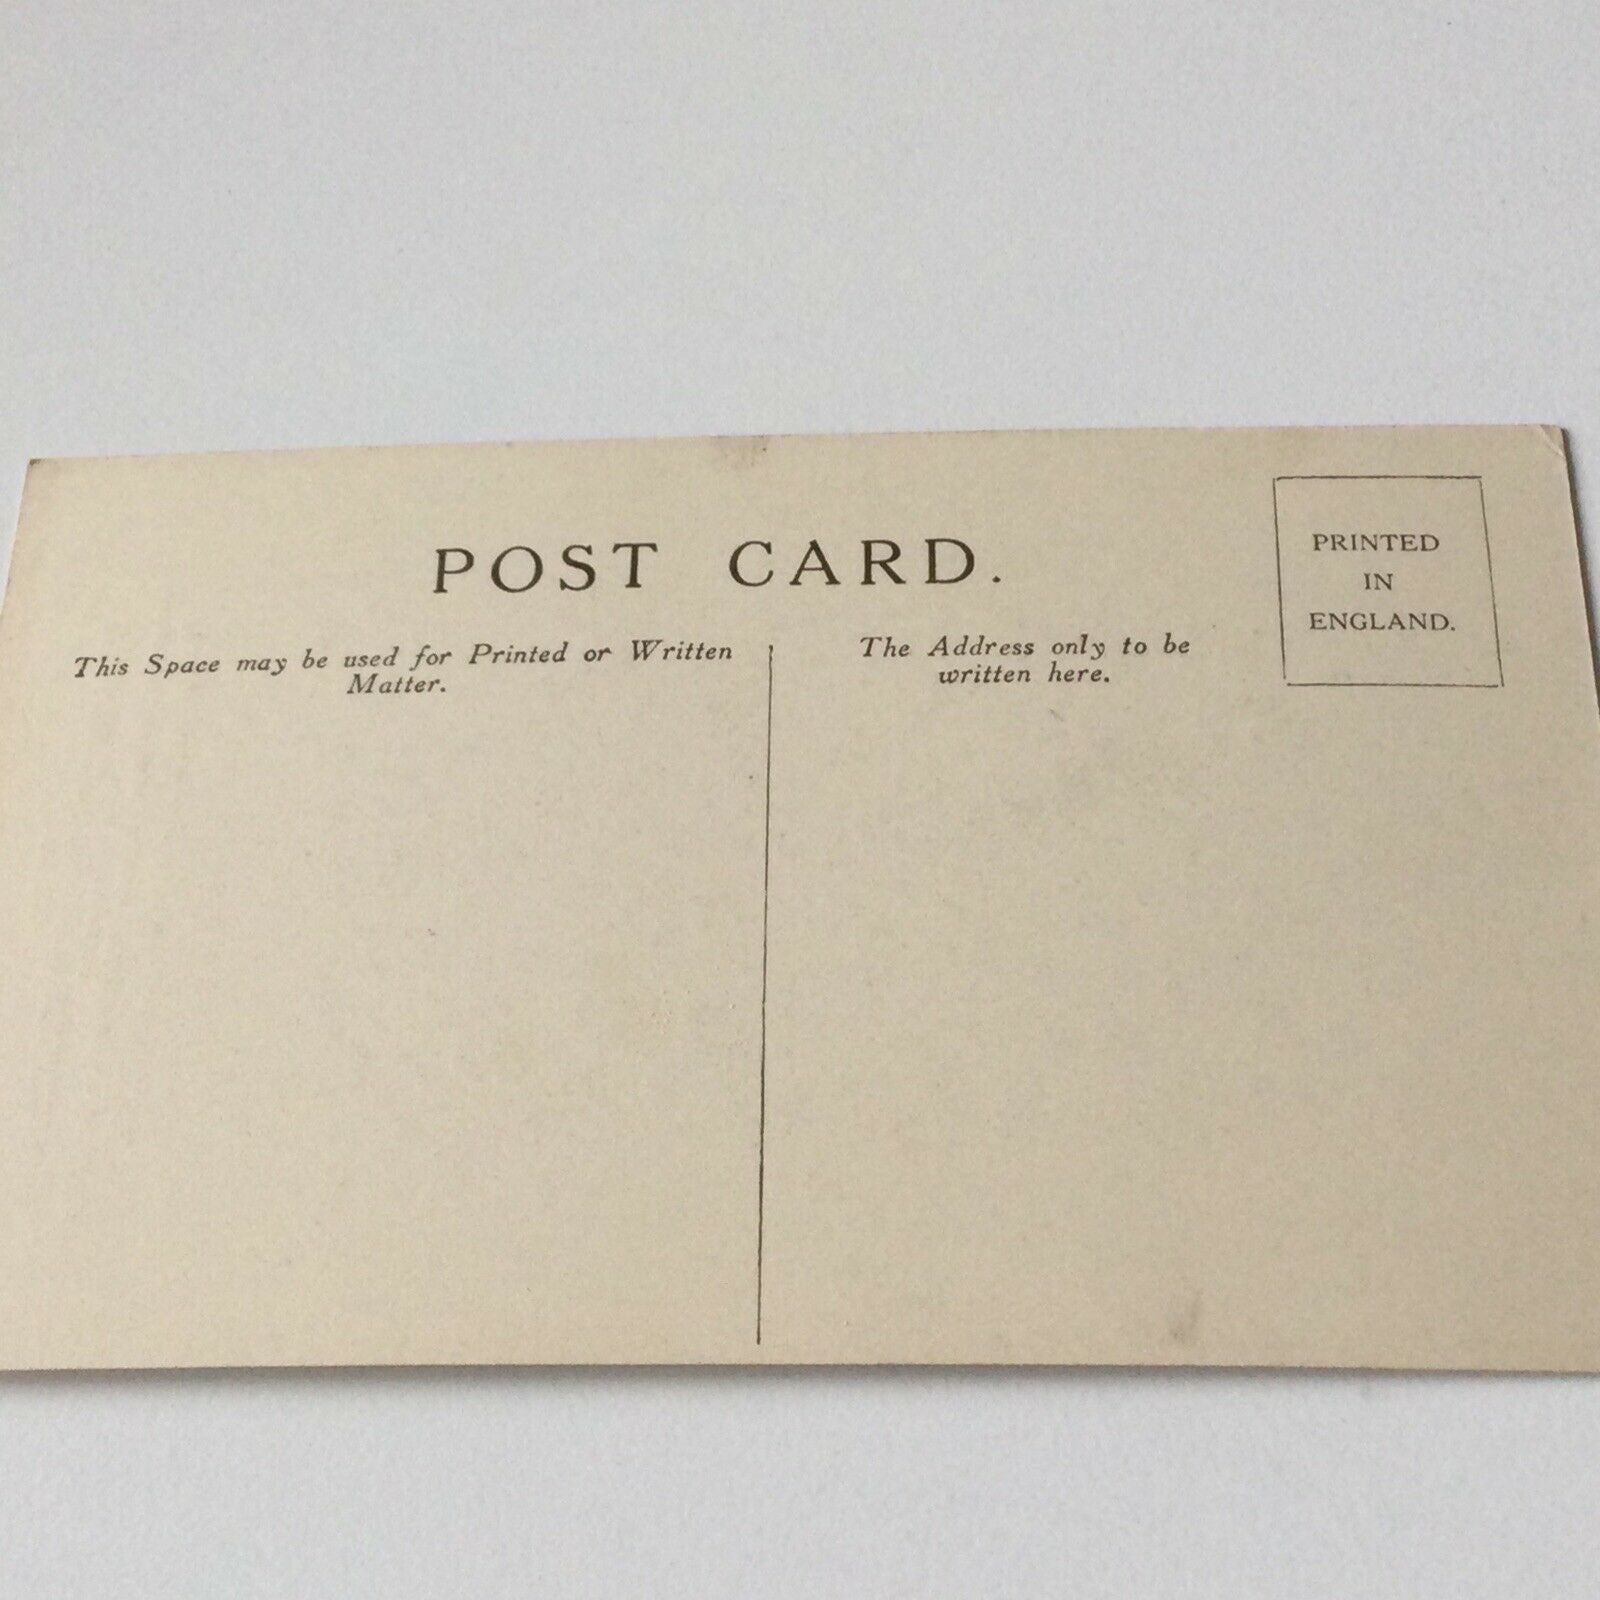 POST CARD.
PRINTED
IN
ENGLAND.
This Space may be used for Printed or Written
Matter.
The Address only to be
written here.